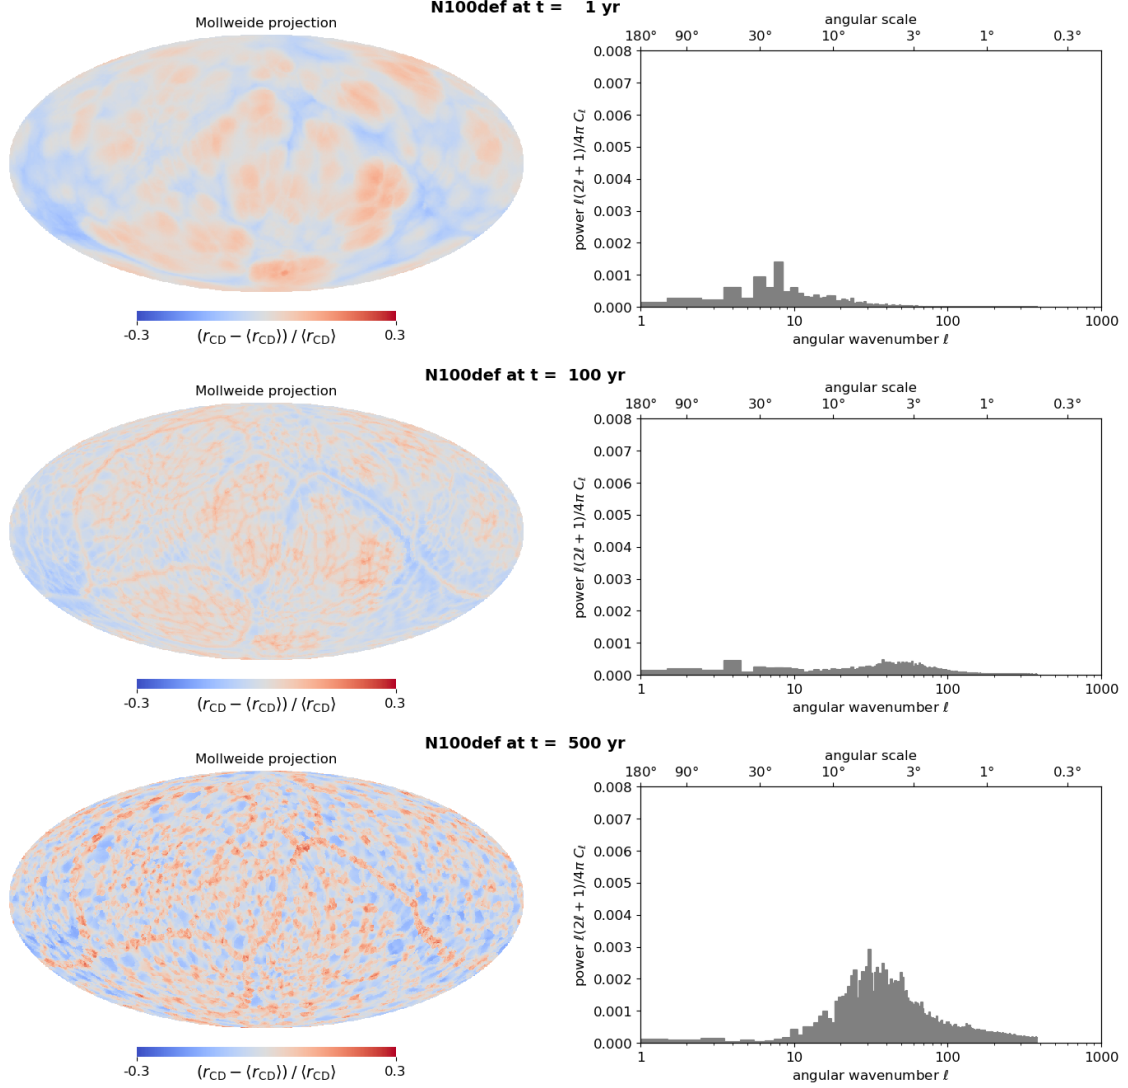 N100def at t =    1 yr
Mollweide projection
-0.3
0.3
(r_CD − ⟨r_CD⟩) / ⟨r_CD⟩
angular scale
180° 90° 30° 10° 3° 1° 0.3°
0.008
0.007
0.006
0.005
0.004
0.003
0.002
0.001
0.000
power ℓ(2ℓ + 1)/4π C_ℓ
1 10 100 1000
angular wavenumber ℓ
N100def at t =  100 yr
Mollweide projection
-0.3
0.3
(r_CD − ⟨r_CD⟩) / ⟨r_CD⟩
angular scale
180° 90° 30° 10° 3° 1° 0.3°
0.008
0.007
0.006
0.005
0.004
0.003
0.002
0.001
0.000
power ℓ(2ℓ + 1)/4π C_ℓ
1 10 100 1000
angular wavenumber ℓ
N100def at t =  500 yr
Mollweide projection
-0.3
0.3
(r_CD − ⟨r_CD⟩) / ⟨r_CD⟩
angular scale
180° 90° 30° 10° 3° 1° 0.3°
0.008
0.007
0.006
0.005
0.004
0.003
0.002
0.001
0.000
power ℓ(2ℓ + 1)/4π C_ℓ
1 10 100 1000
angular wavenumber ℓ